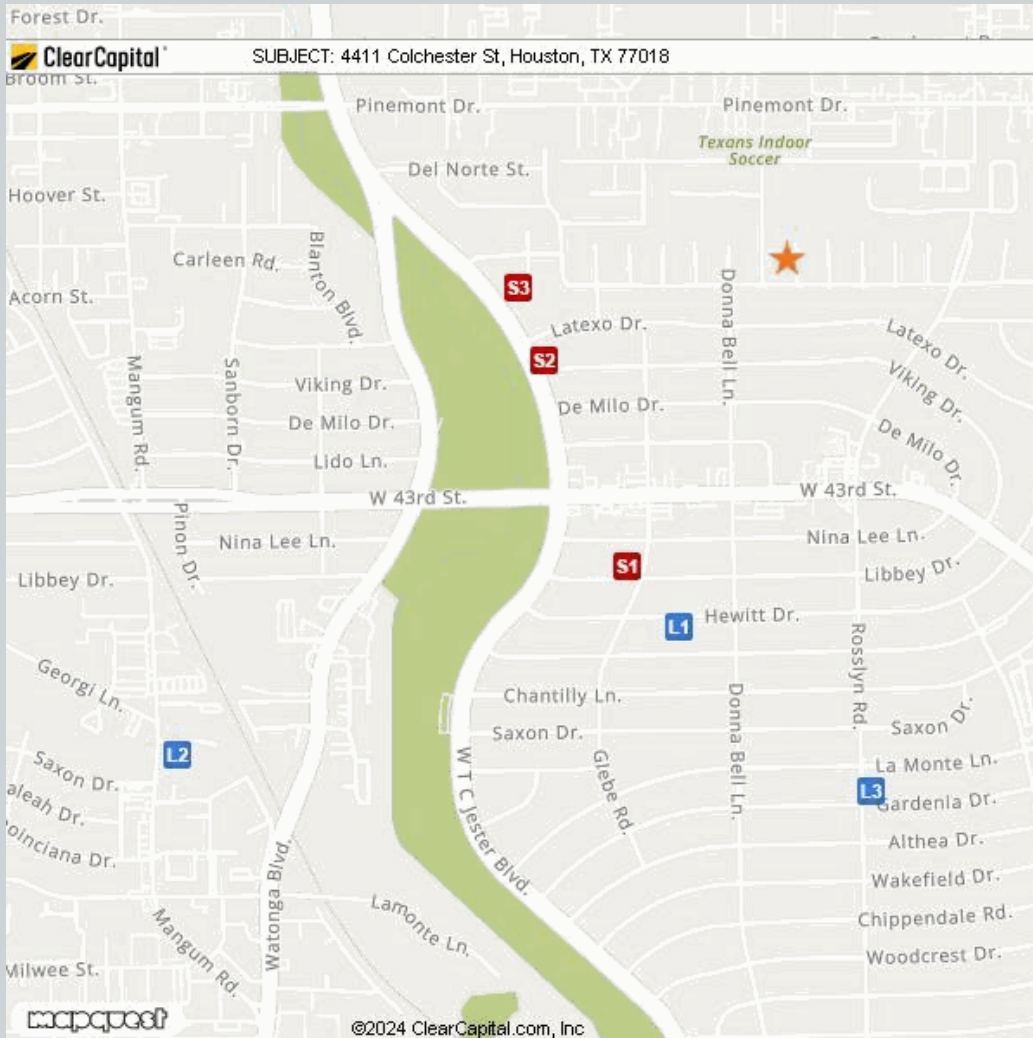 Forest Dr.
ClearCapital®
SUBJECT: 4411 Colchester St, Houston, TX 77018
Broom St.
Pinemont Dr.
Pinemont Dr.
Texans Indoor
Soccer
Del Norte St.
Hoover St.
Carleen Rd.
Blanton Blvd.
Acorn St.
S3
Donna Bell Ln.
Latexo Dr.
Latexo Dr.
S2
Mangum Rd.
Sanborn Dr.
Viking Dr.
Viking Dr.
De Milo Dr.
De Milo Dr.
De Milo Dr.
Lido Ln.
W 43rd St.
W 43rd St.
Pinon Dr.
Nina Lee Ln.
Nina Lee Ln.
Libbey Dr.
S1
Libbey Dr.
L1
Hewitt Dr.
Rosslyn Rd.
Georgi Ln.
Chantilly Ln.
Donna Bell Ln.
Saxon Dr.
Saxon Dr.
L2
Saxon Dr.
W T C Jester Blvd.
Glebe Rd.
La Monte Ln.
L3
Gardenia Dr.
aleah Dr.
oinciana Dr.
Althea Dr.
Watonga Blvd.
Wakefield Dr.
Mangum Rd.
Lamonte Ln.
Chippendale Rd.
Woodcrest Dr.
Milwee St.
mapquest
©2024 ClearCapital.com, Inc